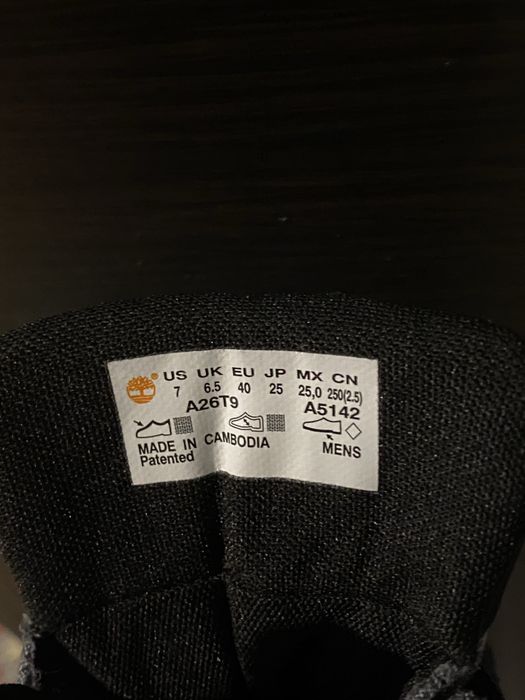 ® US UK EU JP MX CN
7 6.5 40 25 25,0 250(2.5)
A26T9 A5142
MADE IN CAMBODIA
Patented MENS